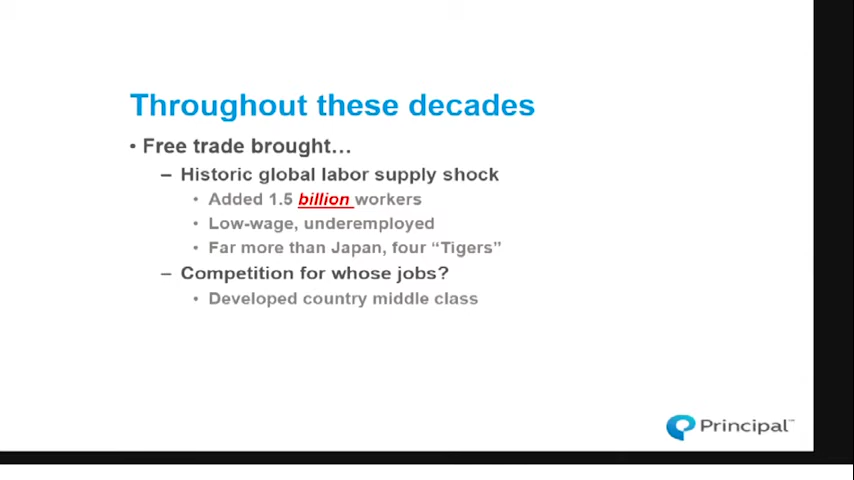 Throughout these decades
• Free trade brought…
– Historic global labor supply shock
• Added 1.5 billion workers
• Low-wage, underemployed
• Far more than Japan, four “Tigers”
– Competition for whose jobs?
• Developed country middle class
Principal™